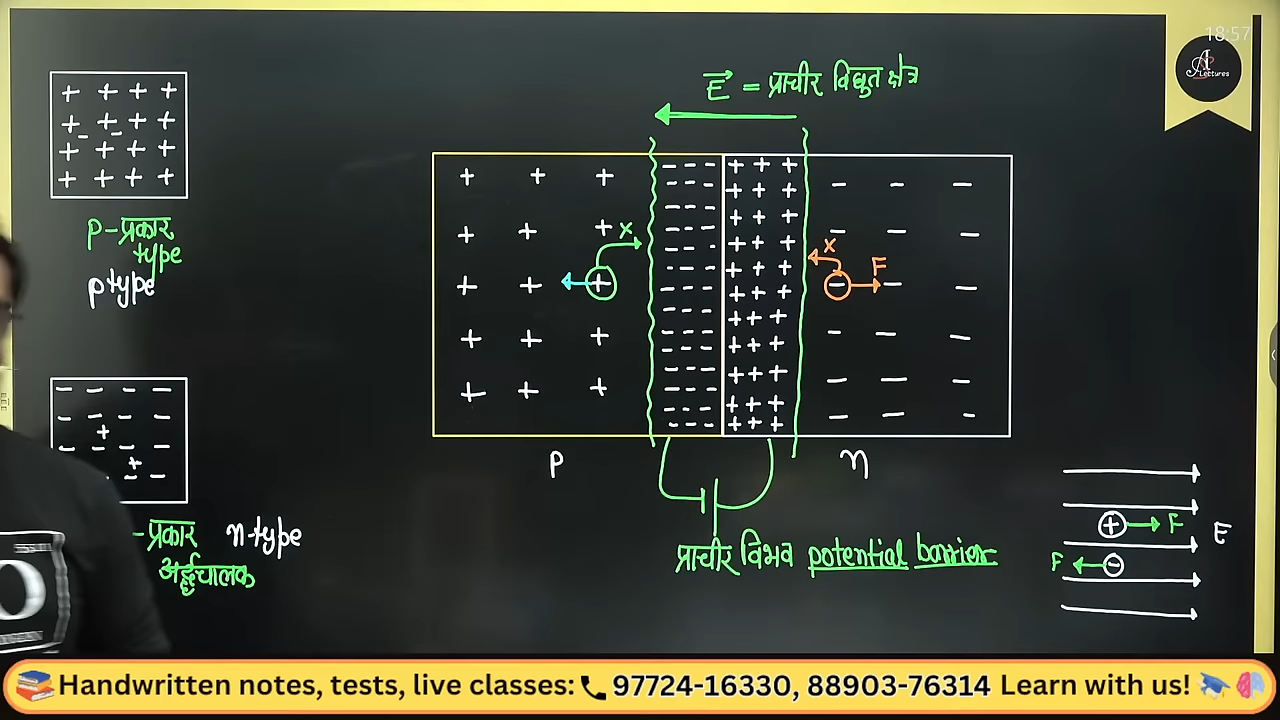 18:57
A
Lectures
E = प्राचीर विद्युत क्षेत्र
P-प्रकार
type
ptype
x
x
F
P
n
-प्रकार n-type
अर्द्धचालक
प्राचीर विभव potential barrier
F
E
F
Handwritten notes, tests, live classes: 97724-16330, 88903-76314 Learn with us!